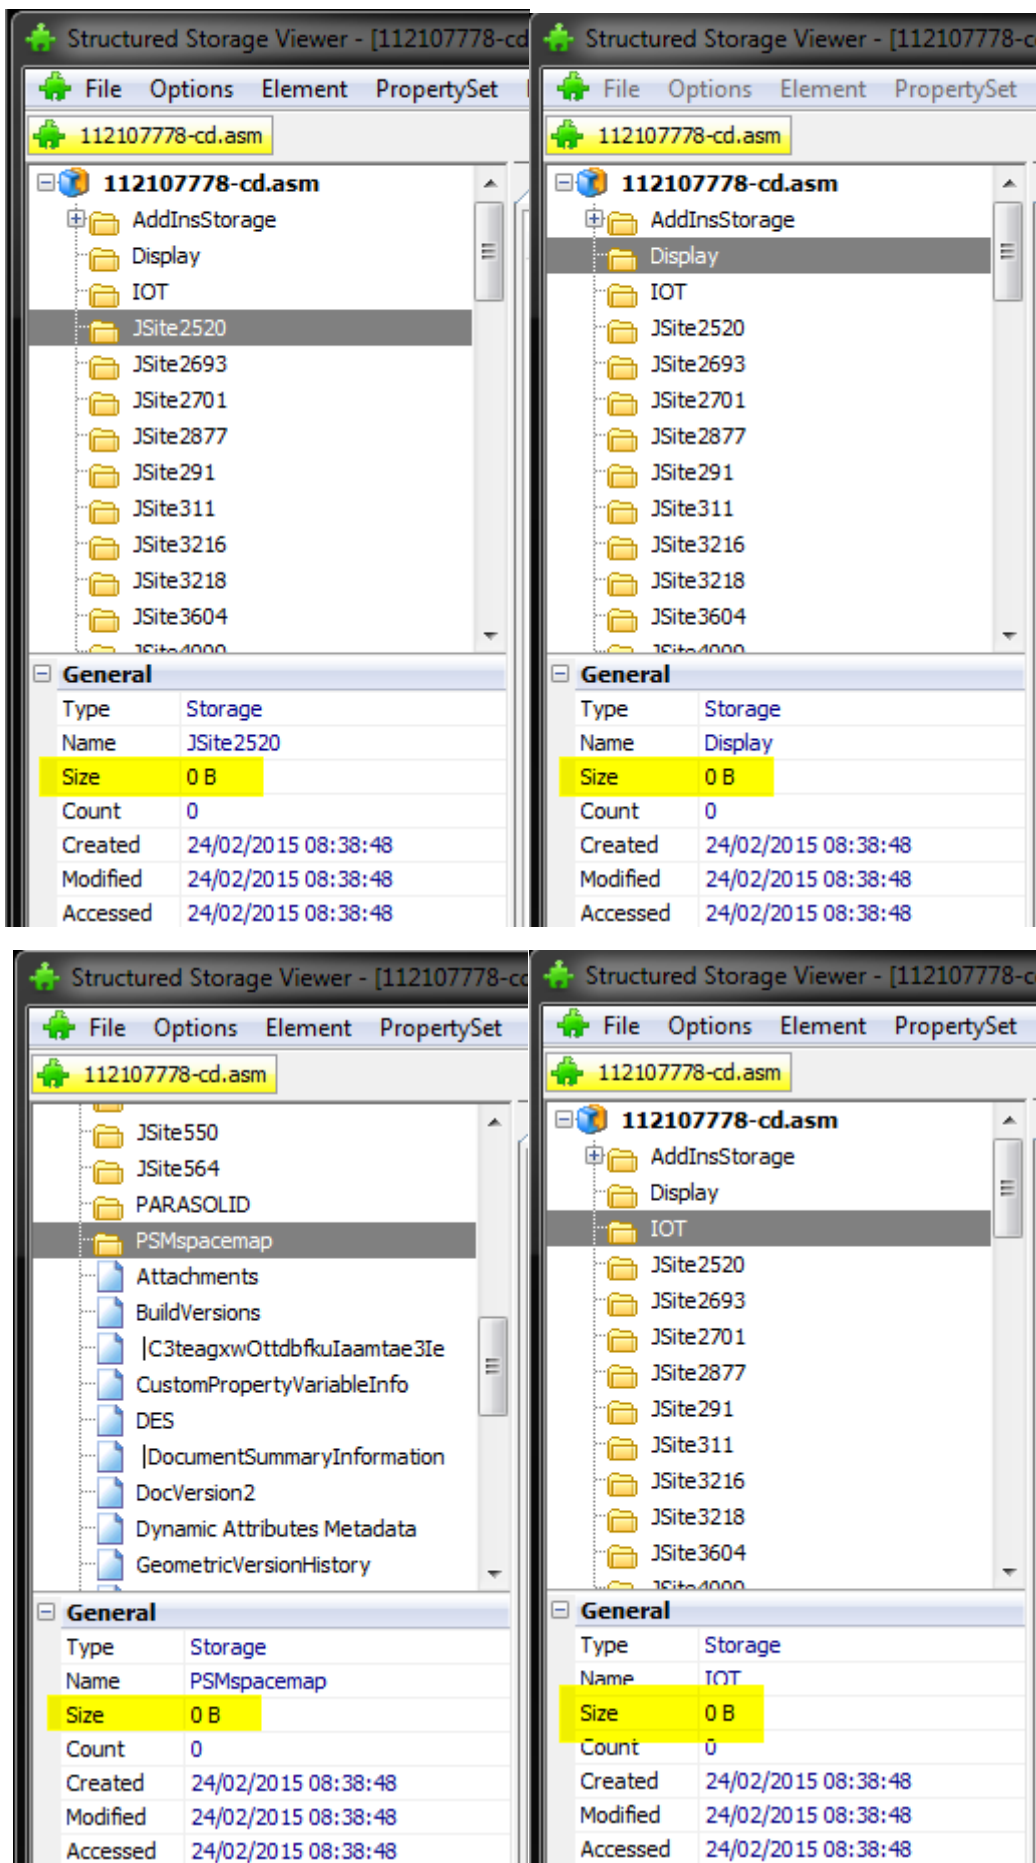 Structured Storage Viewer - [112107778-cd
File Options Element PropertySet
112107778-cd.asm
112107778-cd.asm
AddInsStorage
Display
IOT
JSite2520
JSite2693
JSite2701
JSite2877
JSite291
JSite311
JSite3216
JSite3218
JSite3604
JSite4000
General
Type Storage
Name JSite2520
Size 0 B
Count 0
Created 24/02/2015 08:38:48
Modified 24/02/2015 08:38:48
Accessed 24/02/2015 08:38:48
Structured Storage Viewer - [112107778-c
File Options Element PropertySet
112107778-cd.asm
112107778-cd.asm
AddInsStorage
Display
IOT
JSite2520
JSite2693
JSite2701
JSite2877
JSite291
JSite311
JSite3216
JSite3218
JSite3604
JSite4000
General
Type Storage
Name Display
Size 0 B
Count 0
Created 24/02/2015 08:38:48
Modified 24/02/2015 08:38:48
Accessed 24/02/2015 08:38:48
Structured Storage Viewer - [112107778-cd
File Options Element PropertySet
112107778-cd.asm
JSite550
JSite564
PARASOLID
PSMspacemap
Attachments
BuildVersions
|C3teagxwOttdbfkuIaamtae3Ie
CustomPropertyVariableInfo
DES
|DocumentSummaryInformation
DocVersion2
Dynamic Attributes Metadata
GeometricVersionHistory
General
Type Storage
Name PSMspacemap
Size 0 B
Count 0
Created 24/02/2015 08:38:48
Modified 24/02/2015 08:38:48
Accessed 24/02/2015 08:38:48
Structured Storage Viewer - [112107778-c
File Options Element PropertySet
112107778-cd.asm
112107778-cd.asm
AddInsStorage
Display
IOT
JSite2520
JSite2693
JSite2701
JSite2877
JSite291
JSite311
JSite3216
JSite3218
JSite3604
JSite4000
General
Type Storage
Name IOT
Size 0 B
Count 0
Created 24/02/2015 08:38:48
Modified 24/02/2015 08:38:48
Accessed 24/02/2015 08:38:48